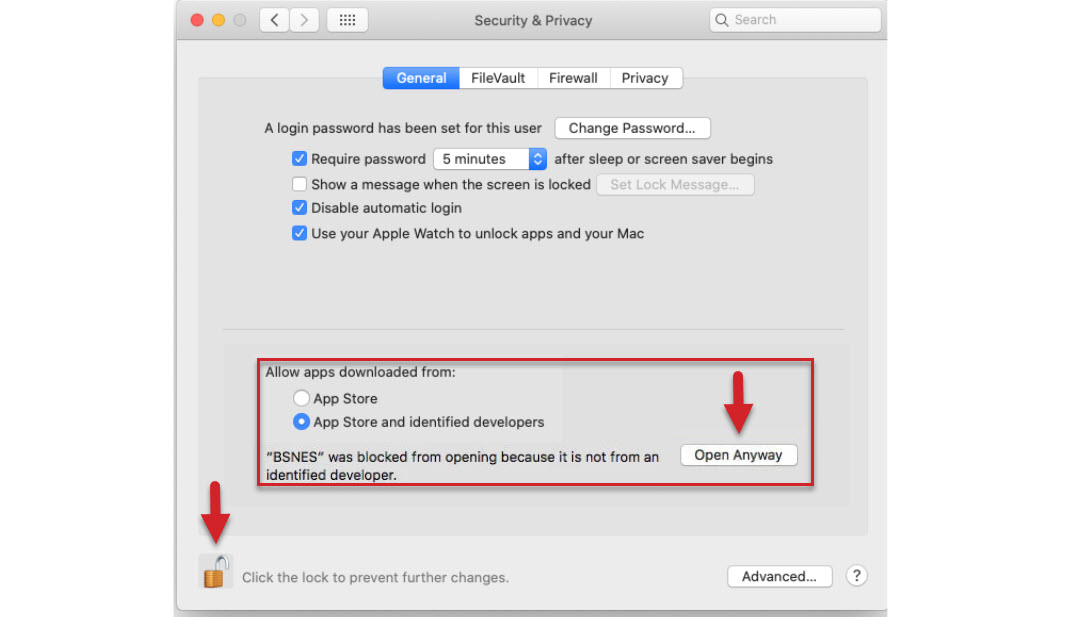 Security & Privacy
Search
General FileVault Firewall Privacy
A login password has been set for this user Change Password...
Require password 5 minutes after sleep or screen saver begins
Show a message when the screen is locked Set Lock Message...
Disable automatic login
Use your Apple Watch to unlock apps and your Mac
Allow apps downloaded from:
App Store
App Store and identified developers
“BSNES” was blocked from opening because it is not from an
identified developer.
Open Anyway
Click the lock to prevent further changes.
Advanced... ?